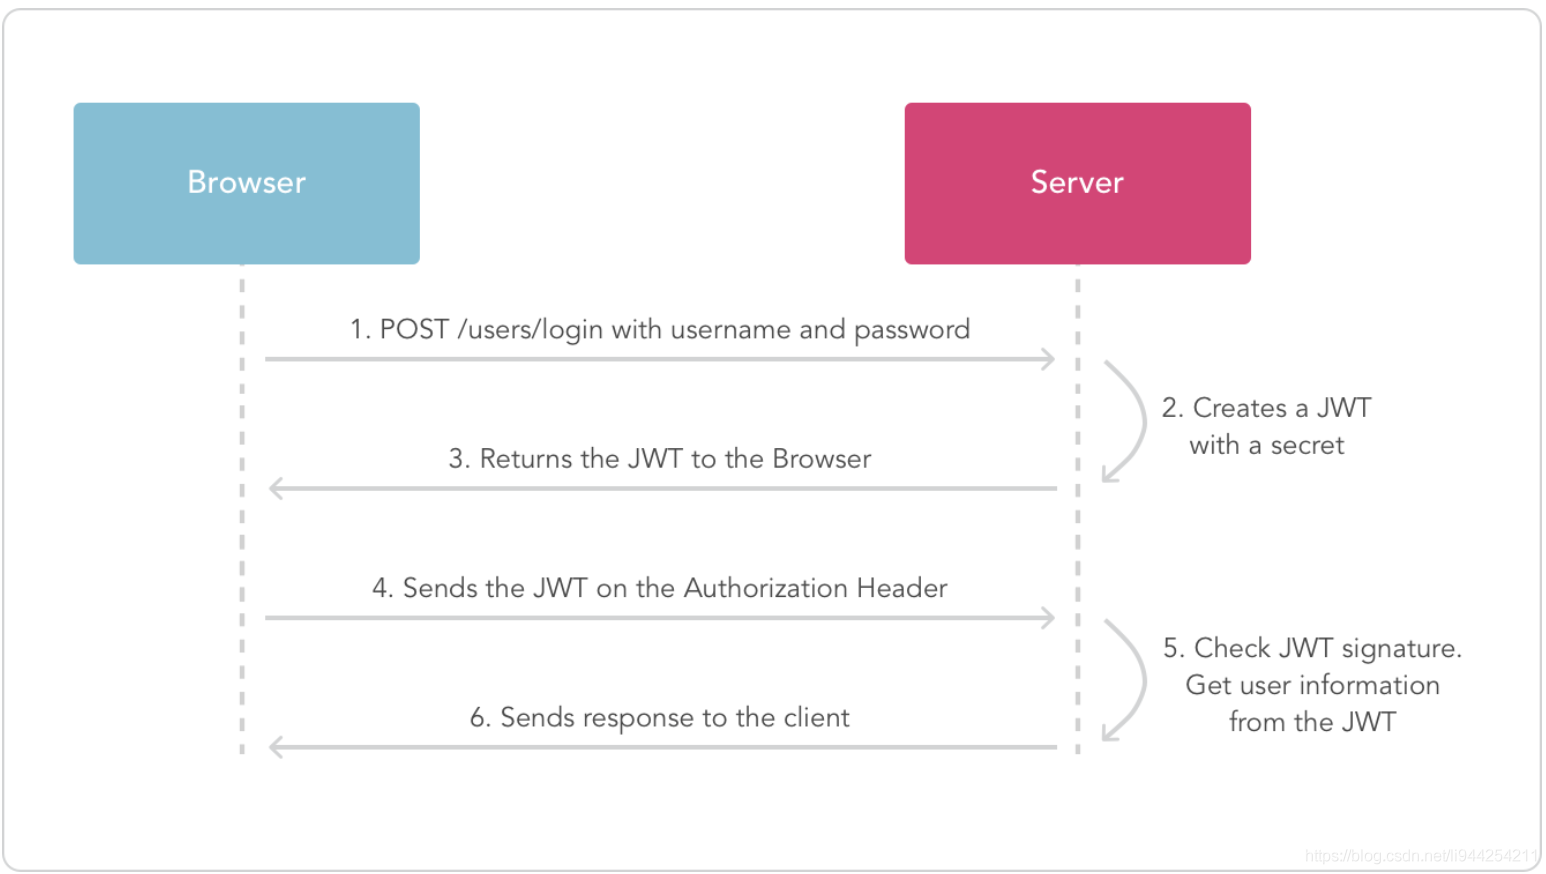 Browser
Server
1. POST /users/login with username and password
2. Creates a JWT
with a secret
3. Returns the JWT to the Browser
4. Sends the JWT on the Authorization Header
5. Check JWT signature.
Get user information
from the JWT
6. Sends response to the client
https://blog.csdn.net/li944254211